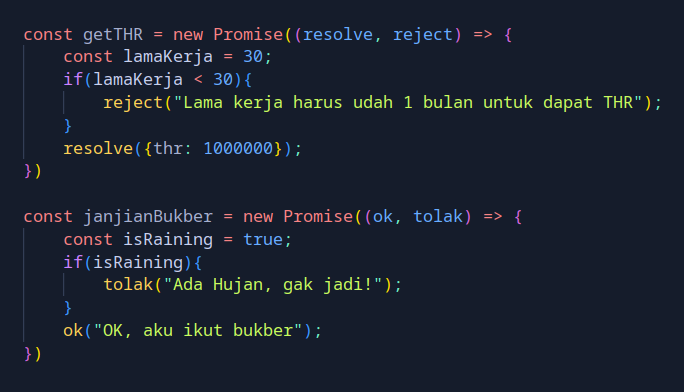 const getTHR = new Promise((resolve, reject) => {
    const lamaKerja = 30;
    if(lamaKerja < 30){
        reject("Lama kerja harus udah 1 bulan untuk dapat THR");
    }
    resolve({thr: 1000000});
})

const janjianBukber = new Promise((ok, tolak) => {
    const isRaining = true;
    if(isRaining){
        tolak("Ada Hujan, gak jadi!");
    }
    ok("OK, aku ikut bukber");
})